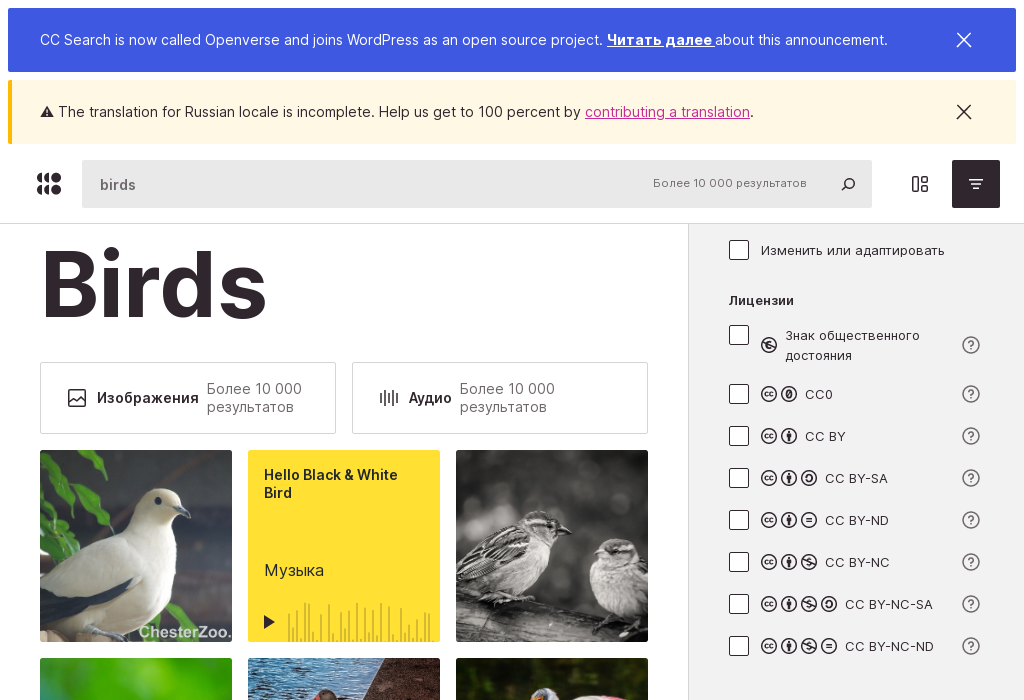 CC Search is now called Openverse and joins WordPress as an open source project. Читать далее about this announcement.
The translation for Russian locale is incomplete. Help us get to 100 percent by contributing a translation.
birds
Более 10 000 результатов
Birds
Изображения
Более 10 000
результатов
Аудио
Более 10 000
результатов
ChesterZoo.
Hello Black & White
Bird
Музыка
Изменить или адаптировать
Лицензии
Знак общественного
достояния
CC0
CC BY
CC BY-SA
CC BY-ND
CC BY-NC
CC BY-NC-SA
CC BY-NC-ND